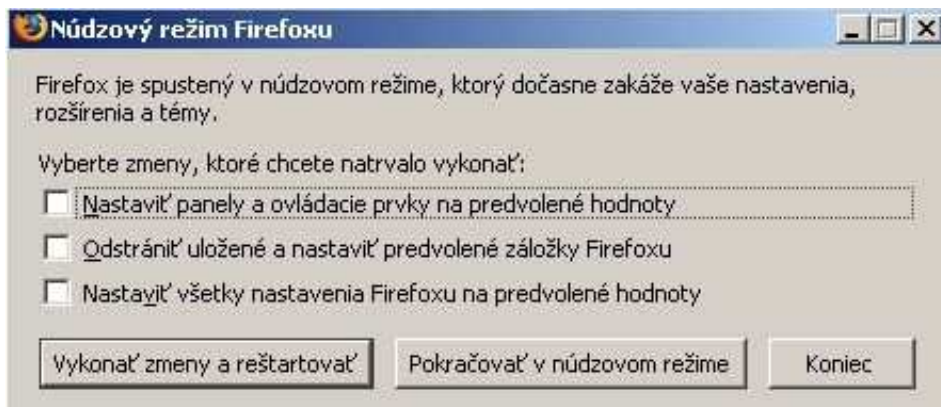 Núdzový režim Firefoxu
Firefox je spustený v núdzovom režime, ktorý dočasne zakáže vaše nastavenia,
rozšírenia a témy.
Vyberte zmeny, ktoré chcete natrvalo vykonať:
Nastaviť panely a ovládacie prvky na predvolené hodnoty
Odstrániť uložené a nastaviť predvolené záložky Firefoxu
Nastaviť všetky nastavenia Firefoxu na predvolené hodnoty
Vykonať zmeny a reštartovať Pokračovať v núdzovom režime Koniec